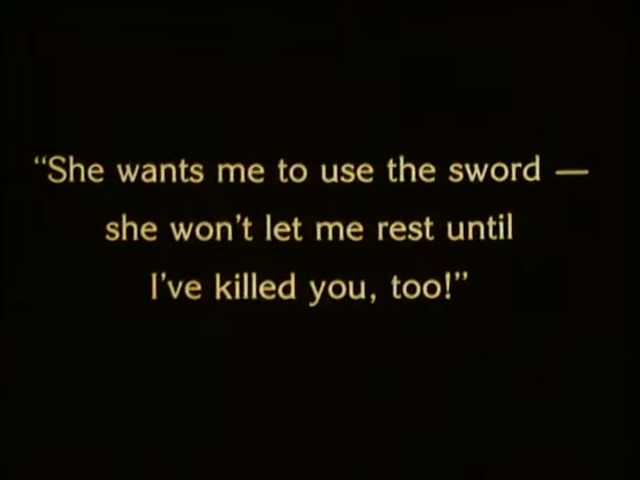 “She wants me to use the sword —
she won't let me rest until
I've killed you, too!”